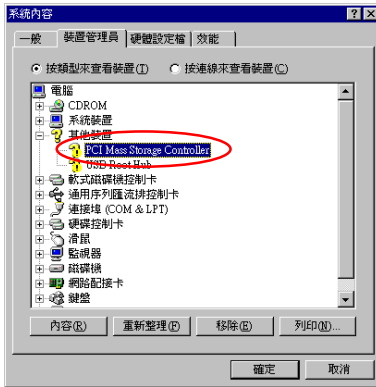 系統內容
一般 裝置管理員 硬體設定檔 效能
按類型來查看裝置(T) 按連線來查看裝置(C)
電腦
CDROM
系統裝置
其他裝置
PCI Mass Storage Controller
USB Root Hub
軟式磁碟機控制卡
通用序列匯流排控制卡
連接埠 (COM & LPT)
硬碟控制卡
滑鼠
監視器
磁碟機
網路配接卡
鍵盤
內容(R) 重新整理(F) 移除(E) 列印(N)...
確定 取消